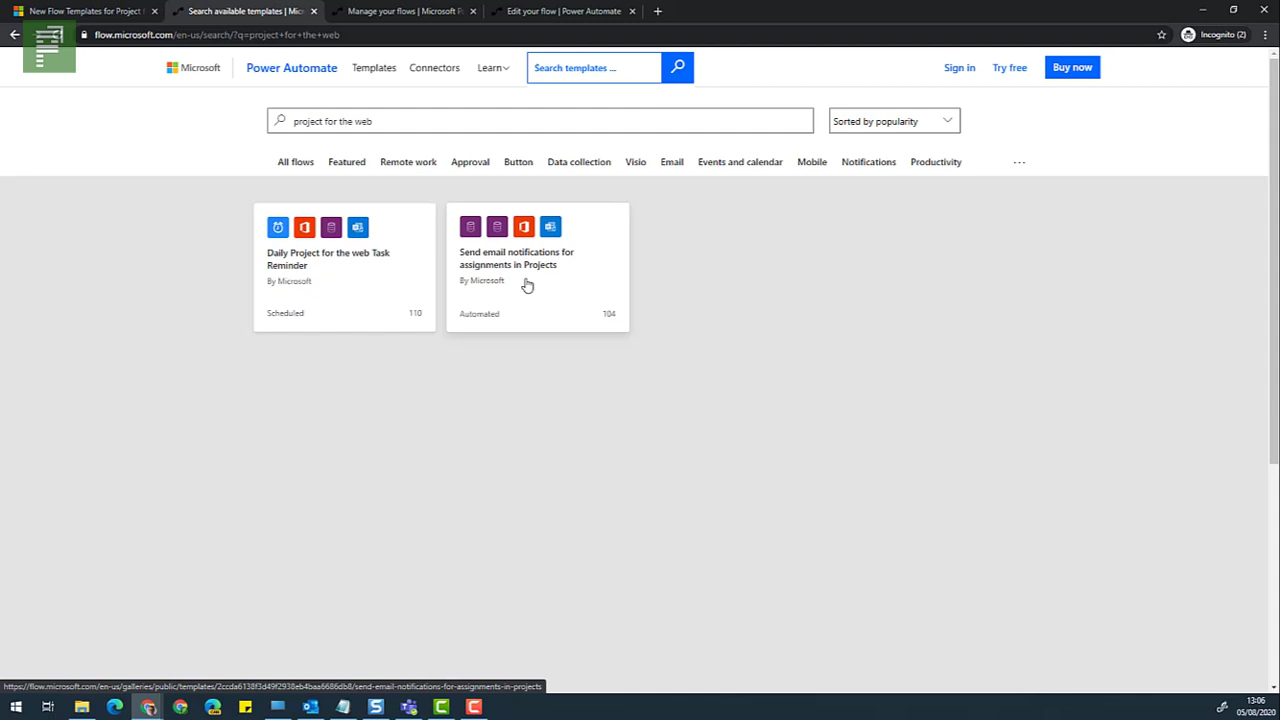 New Flow Templates for Project
Search available templates | Mic
Manage your flows | Microsoft
Edit your flow | Power Automate
flow.microsoft.com/en-us/search/?q=project+for+the+web
Incognito (2)
Microsoft
Power Automate
Templates
Connectors
Learn
Search templates ...
Sign in
Try free
Buy now
project for the web
Sorted by popularity
All flows
Featured
Remote work
Approval
Button
Data collection
Visio
Email
Events and calendar
Mobile
Notifications
Productivity
...
Daily Project for the web Task
Reminder
By Microsoft
Scheduled
110
Send email notifications for
assignments in Projects
By Microsoft
Automated
104
https://flow.microsoft.com/en-us/galleries/public/templates/2ccda6138f3d49f2938eb4baa6686db8/send-email-notifications-for-assignments-in-projects
13:06
05/08/2020